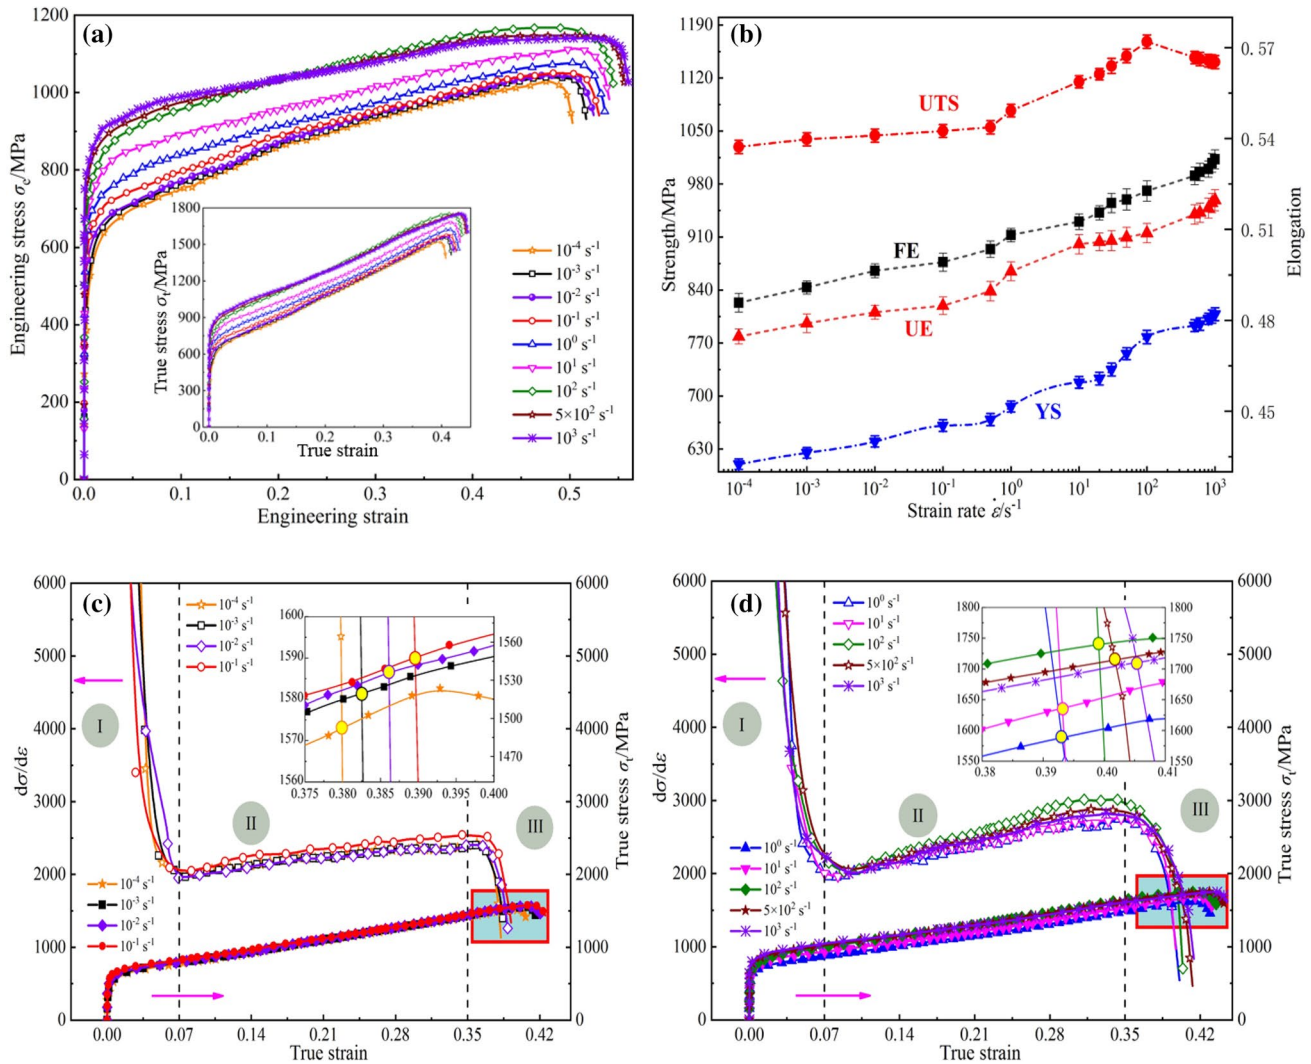 (a)
1200
1000
800
600
400
200
0
Engineering stress σe/MPa
0.0 0.1 0.2 0.3 0.4 0.5
Engineering strain
1800
1500
1200
900
600
300
0
True stress σt/MPa
0.0 0.1 0.2 0.3 0.4
True strain
10⁻⁴ s⁻¹
10⁻³ s⁻¹
10⁻² s⁻¹
10⁻¹ s⁻¹
10⁰ s⁻¹
10¹ s⁻¹
10² s⁻¹
5×10² s⁻¹
10³ s⁻¹
(b)
1190
1120
1050
980
910
840
770
700
630
Strength/MPa
UTS
FE
UE
YS
0.57
0.54
0.51
0.48
0.45
Elongation
10⁻⁴ 10⁻³ 10⁻² 10⁻¹ 10⁰ 10¹ 10² 10³
Strain rate ε̇/s⁻¹
(c)
6000
5000
4000
3000
2000
1000
0
dσ/dε
10⁻⁴ s⁻¹
10⁻³ s⁻¹
10⁻² s⁻¹
10⁻¹ s⁻¹
1600
1590
1580
1570
1560
1560
1530
1520
1500
1470
0.375 0.380 0.385 0.390 0.395 0.400
I
II
III
10⁻⁴ s⁻¹
10⁻³ s⁻¹
10⁻² s⁻¹
10⁻¹ s⁻¹
6000
5000
4000
3000
2000
1000
0
True stress σt/MPa
0.00 0.07 0.14 0.21 0.28 0.35 0.42
True strain
(d)
6000
5000
4000
3000
2000
1000
0
dσ/dε
10⁰ s⁻¹
10¹ s⁻¹
10² s⁻¹
5×10² s⁻¹
10³ s⁻¹
1800
1750
1700
1650
1600
1550
1800
1750
1700
1650
1600
1550
0.38 0.39 0.40 0.41
I
II
III
10⁰ s⁻¹
10¹ s⁻¹
10² s⁻¹
5×10² s⁻¹
10³ s⁻¹
6000
5000
4000
3000
2000
1000
0
True stress σt/MPa
0.00 0.07 0.14 0.21 0.28 0.35 0.42
True strain